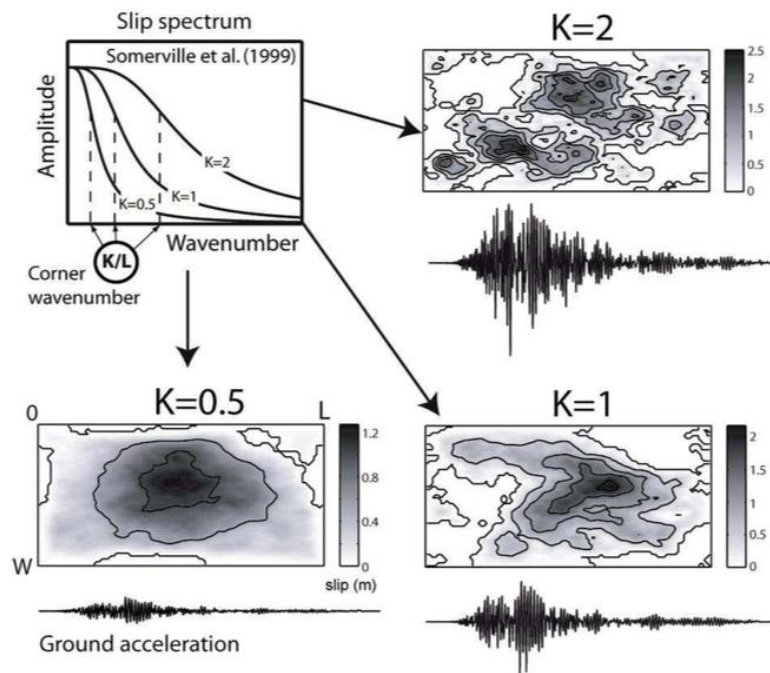 Slip spectrum
Somerville et al. (1999)
Amplitude
K=2
K=1
K=0.5
Wavenumber
K/L
Corner
wavenumber
K=2
2.5
2
1.5
1
0.5
0
K=0.5
0
L
W
1.2
0.8
0.4
0
slip (m)
Ground acceleration
K=1
2
1.5
1
0.5
0